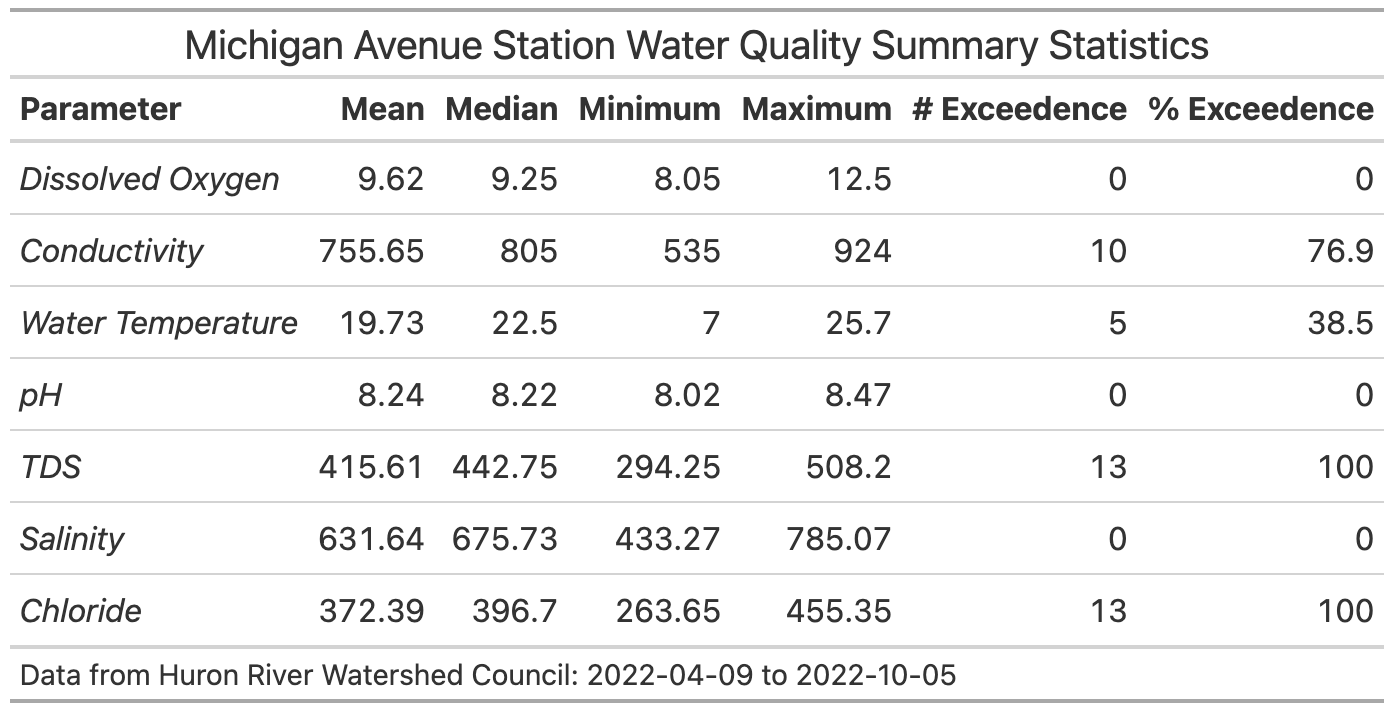 Michigan Avenue Station Water Quality Summary Statistics
Parameter Mean Median Minimum Maximum # Exceedence % Exceedence
Dissolved Oxygen 9.62 9.25 8.05 12.5 0 0
Conductivity 755.65 805 535 924 10 76.9
Water Temperature 19.73 22.5 7 25.7 5 38.5
pH 8.24 8.22 8.02 8.47 0 0
TDS 415.61 442.75 294.25 508.2 13 100
Salinity 631.64 675.73 433.27 785.07 0 0
Chloride 372.39 396.7 263.65 455.35 13 100
Data from Huron River Watershed Council: 2022-04-09 to 2022-10-05